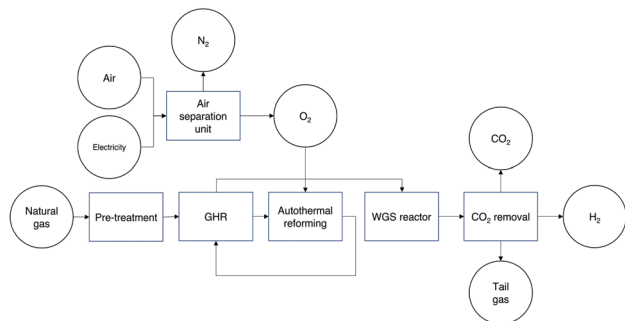 N₂
Air
Air
separation
unit
O₂
Electricity
CO₂
Natural
gas
Pre-treatment
GHR
Autothermal
reforming
WGS reactor
CO₂ removal
H₂
Tail
gas